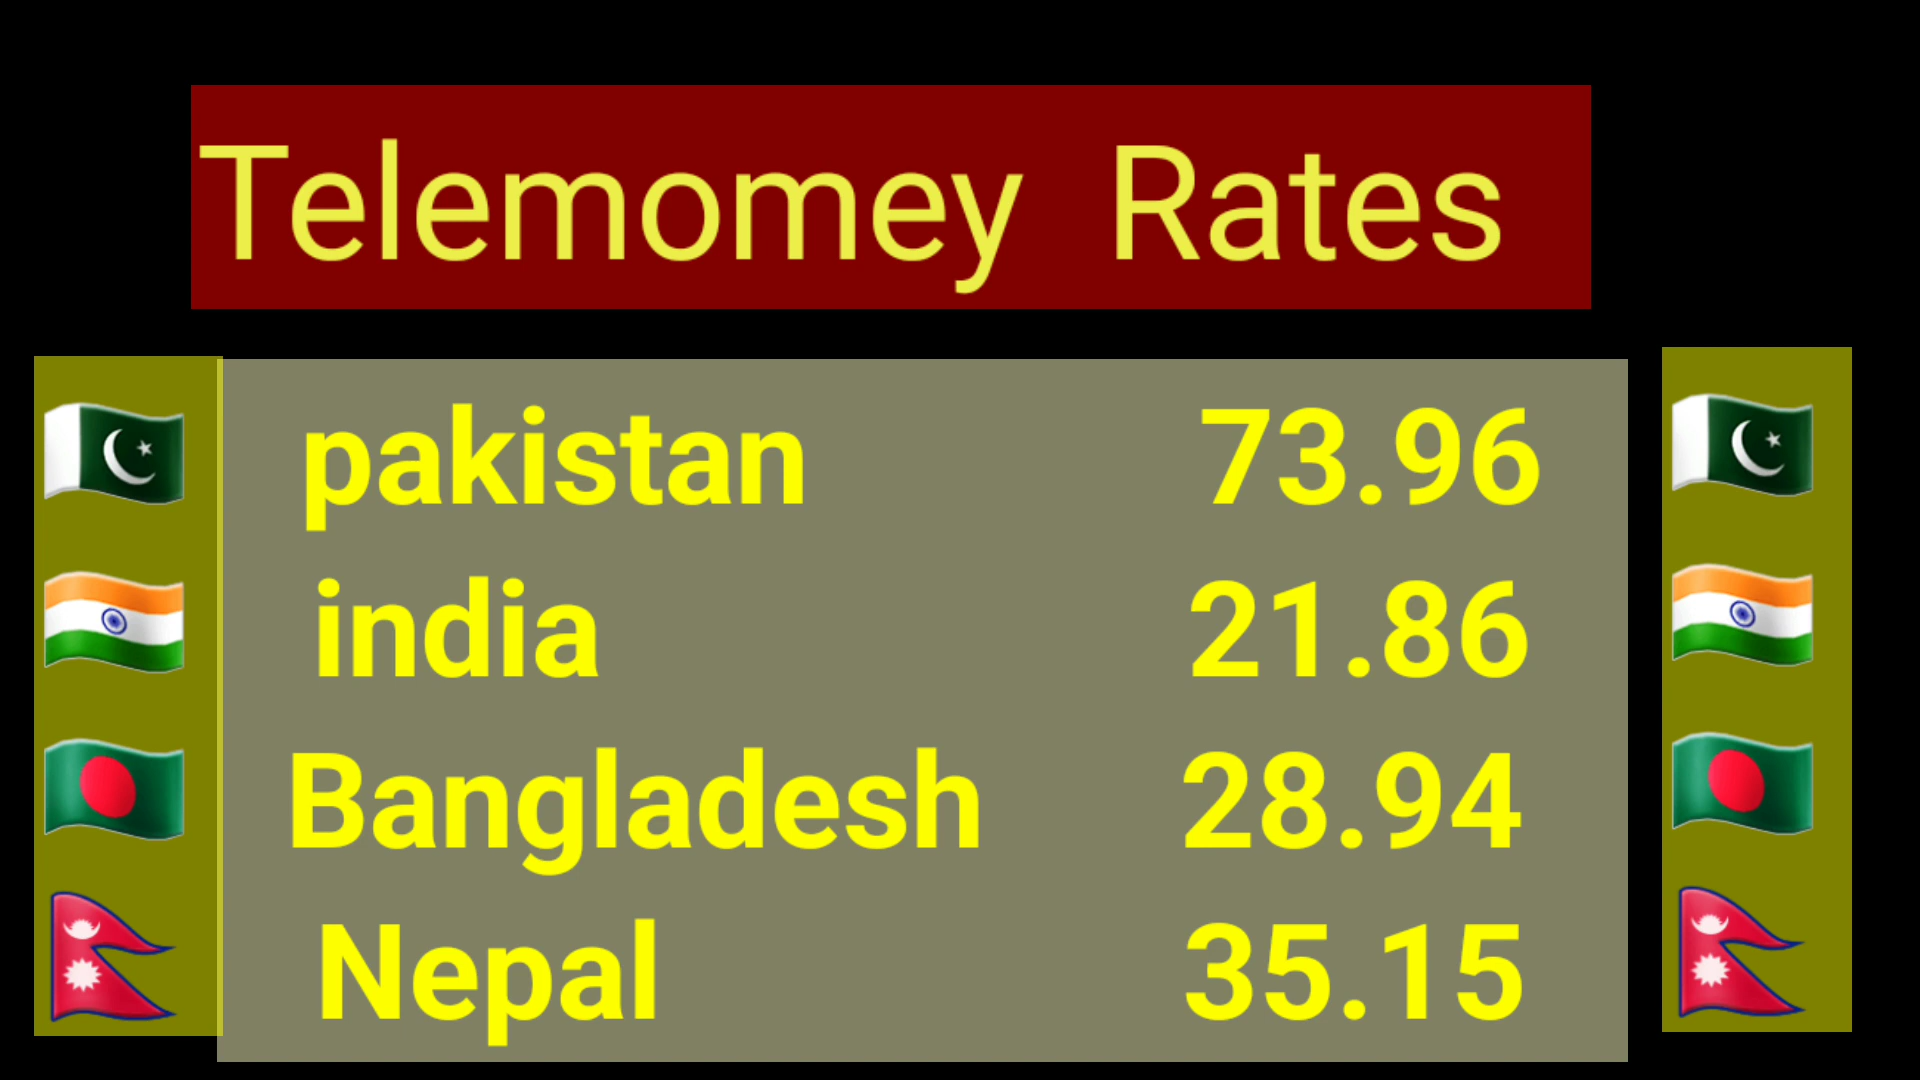 Telemomey Rates
pakistan 73.96
india 21.86
Bangladesh 28.94
Nepal 35.15